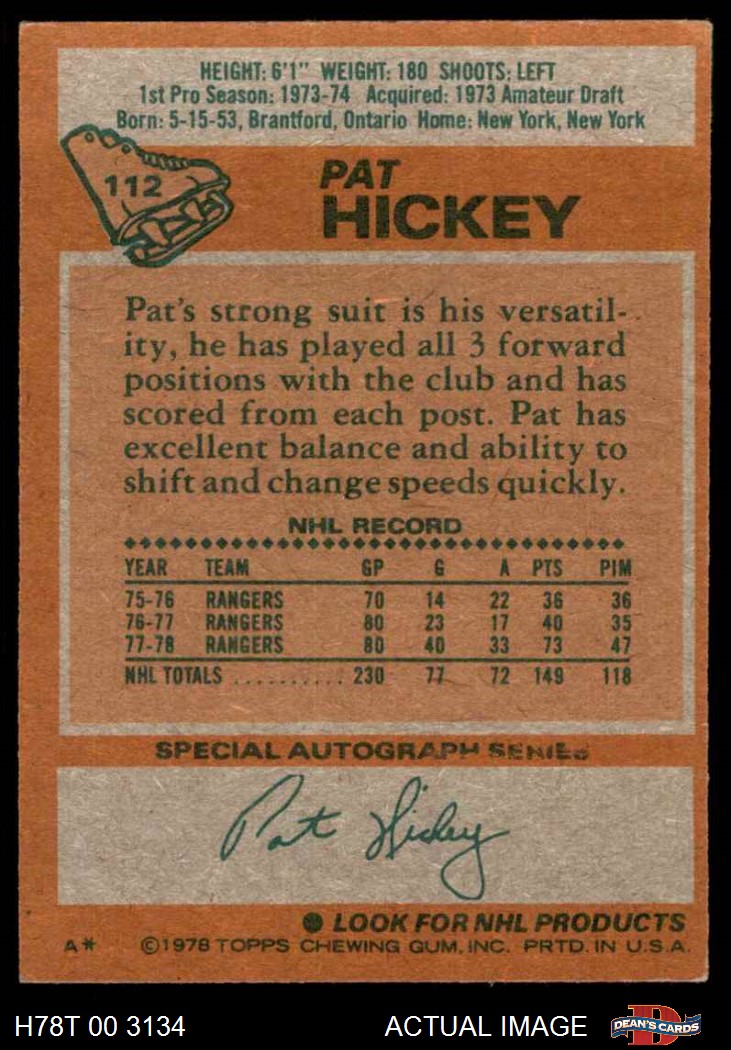 HEIGHT: 6'1" WEIGHT: 180 SHOOTS: LEFT
1st Pro Season: 1973-74 Acquired: 1973 Amateur Draft
Born: 5-15-53, Brantford, Ontario Home: New York, New York
112
PAT
HICKEY
Pat's strong suit is his versatil-
ity, he has played all 3 forward
positions with the club and has
scored from each post. Pat has
excellent balance and ability to
shift and change speeds quickly.
NHL RECORD
YEAR TEAM GP G A PTS PIM
75-76 RANGERS 70 14 22 36 36
76-77 RANGERS 80 23 17 40 35
77-78 RANGERS 80 40 33 73 47
NHL TOTALS .......... 230 77 72 149 118
SPECIAL AUTOGRAPH SERIES
Pat Hickey
LOOK FOR NHL PRODUCTS
A* ©1978 TOPPS CHEWING GUM, INC. PRTD. IN U.S.A.
H78T 00 3134 ACTUAL IMAGE DEAN'S CARDS